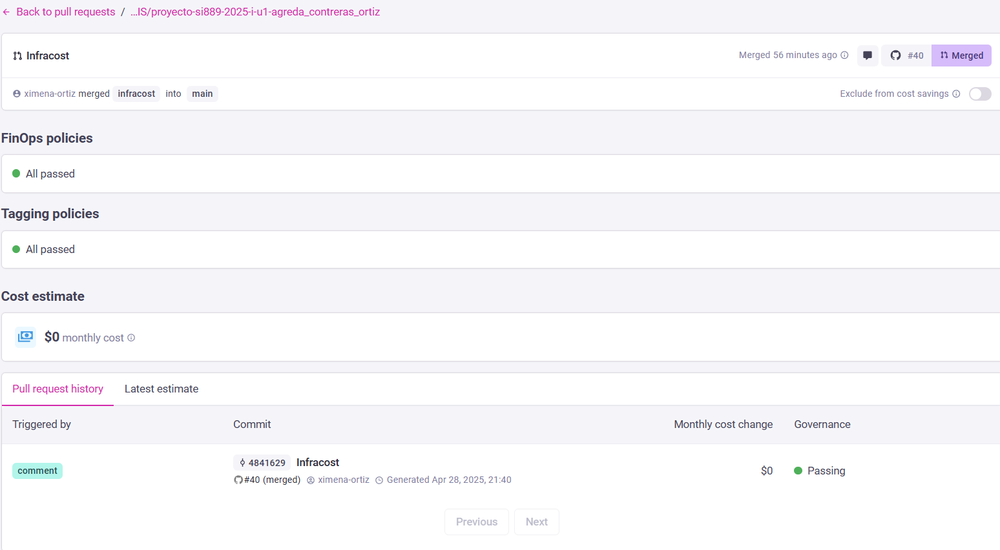 Back to pull requests / ...IS/proyecto-si889-2025-i-u1-agreda_contreras_ortiz
Infracost
Merged 56 minutes ago
#40
Merged
ximena-ortiz merged infracost into main
Exclude from cost savings
FinOps policies
All passed
Tagging policies
All passed
Cost estimate
$0 monthly cost
Pull request history
Latest estimate
Triggered by
Commit
Monthly cost change
Governance
comment
4841629 Infracost
#40 (merged) ximena-ortiz Generated Apr 28, 2025, 21:40
$0
Passing
Previous
Next